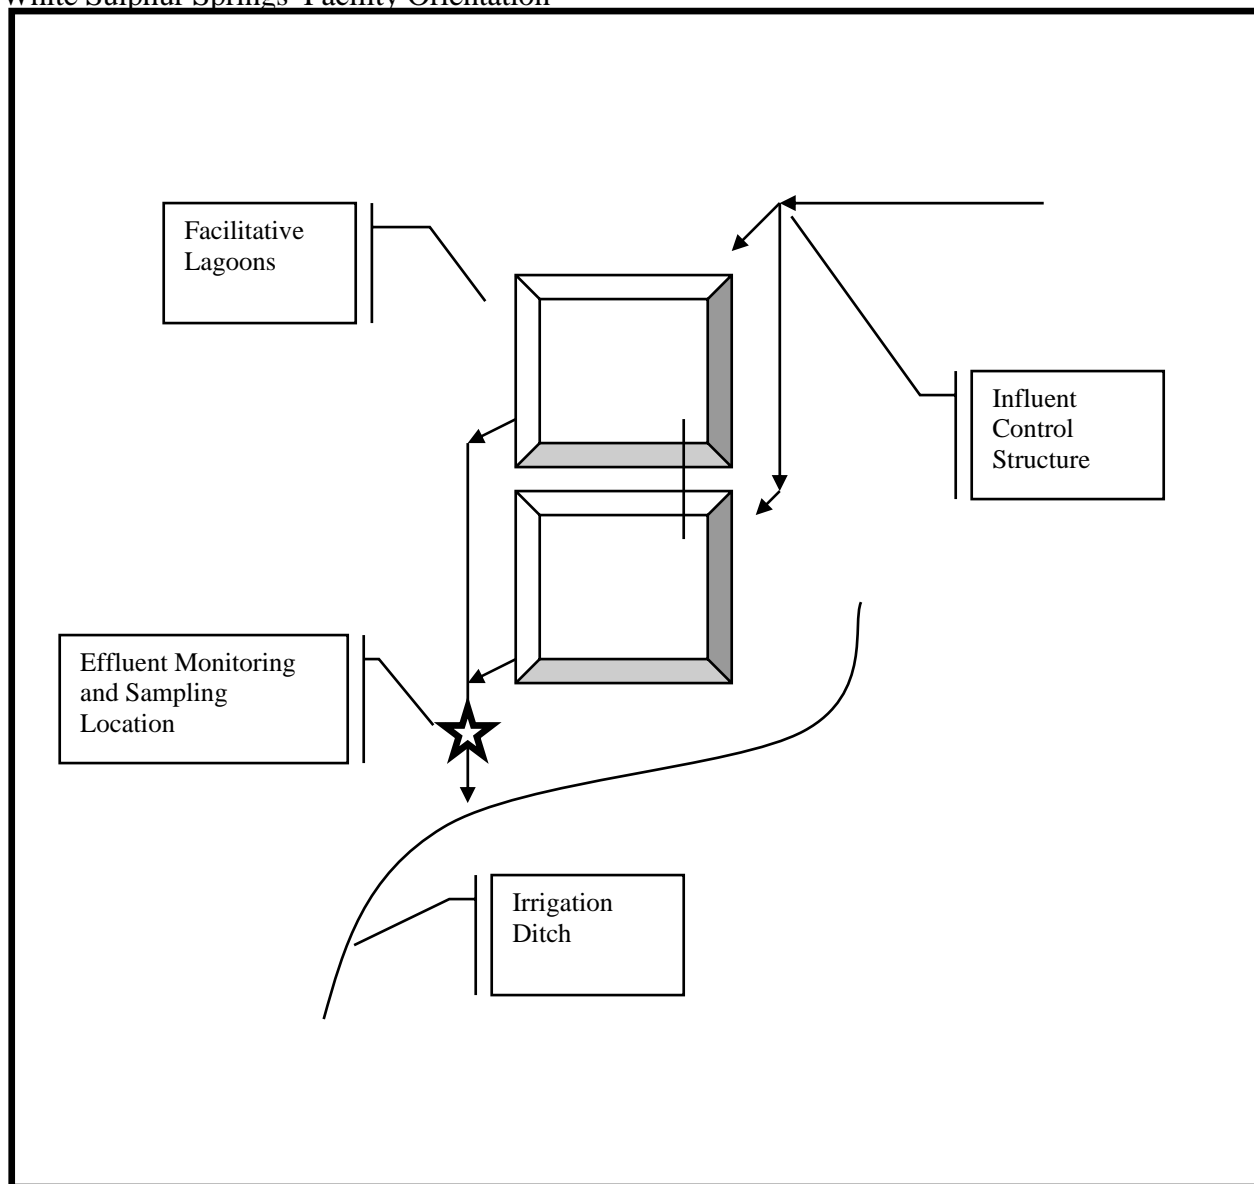 White Sulphur Springs Facility Orientation
Facilitative
Lagoons
Influent
Control
Structure
Effluent Monitoring
and Sampling
Location
Irrigation
Ditch